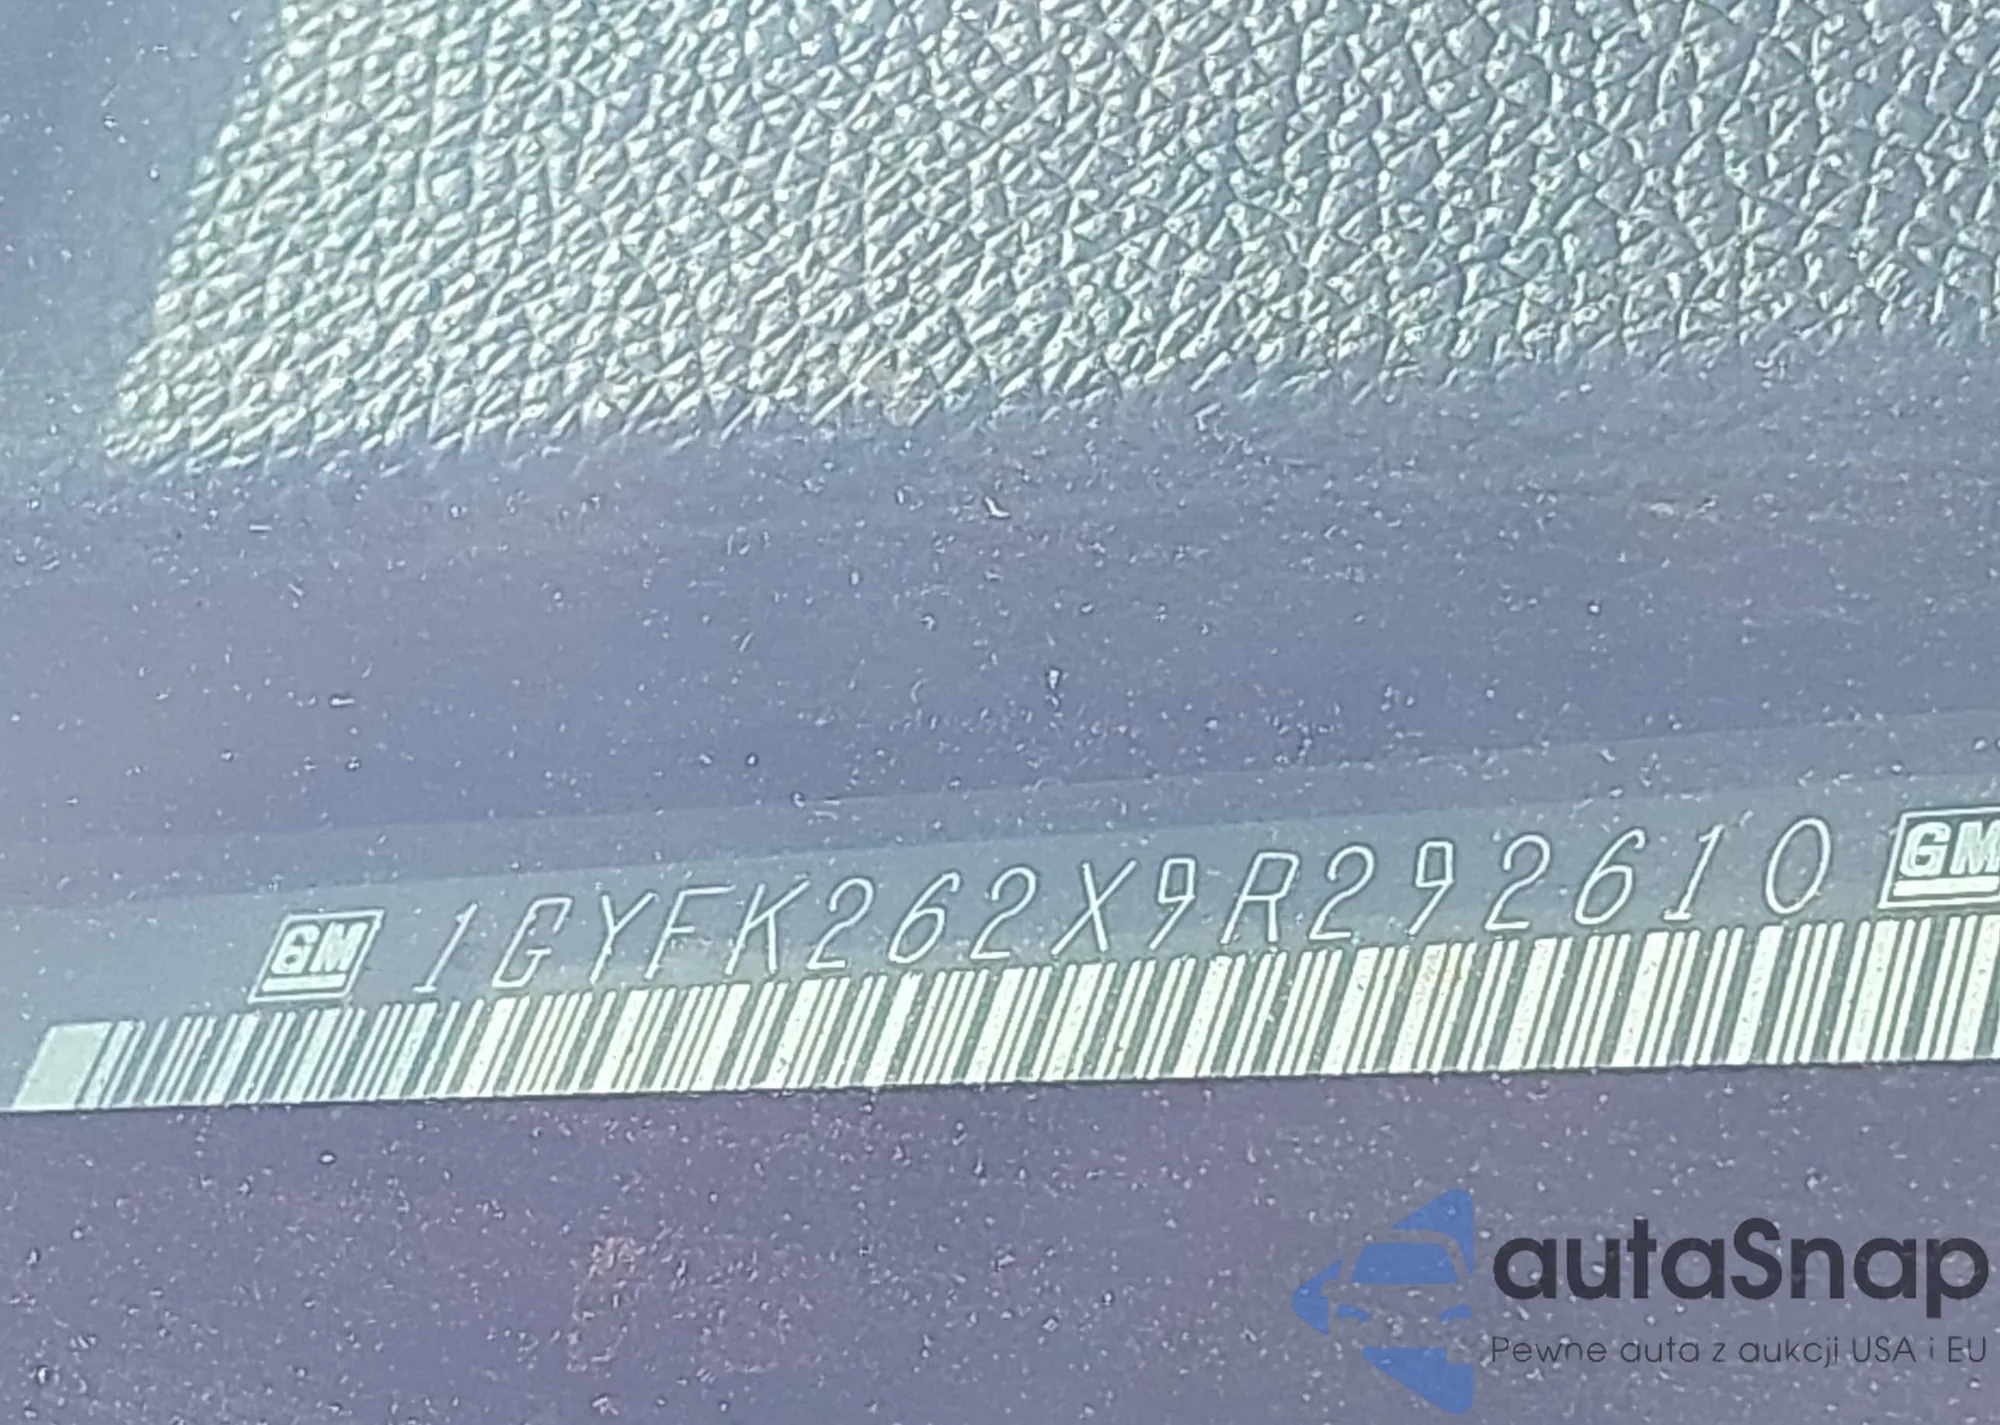 GM 1GYFK262X9R292610 GM
autaSnap
Pewne auta z aukcji USA i EU